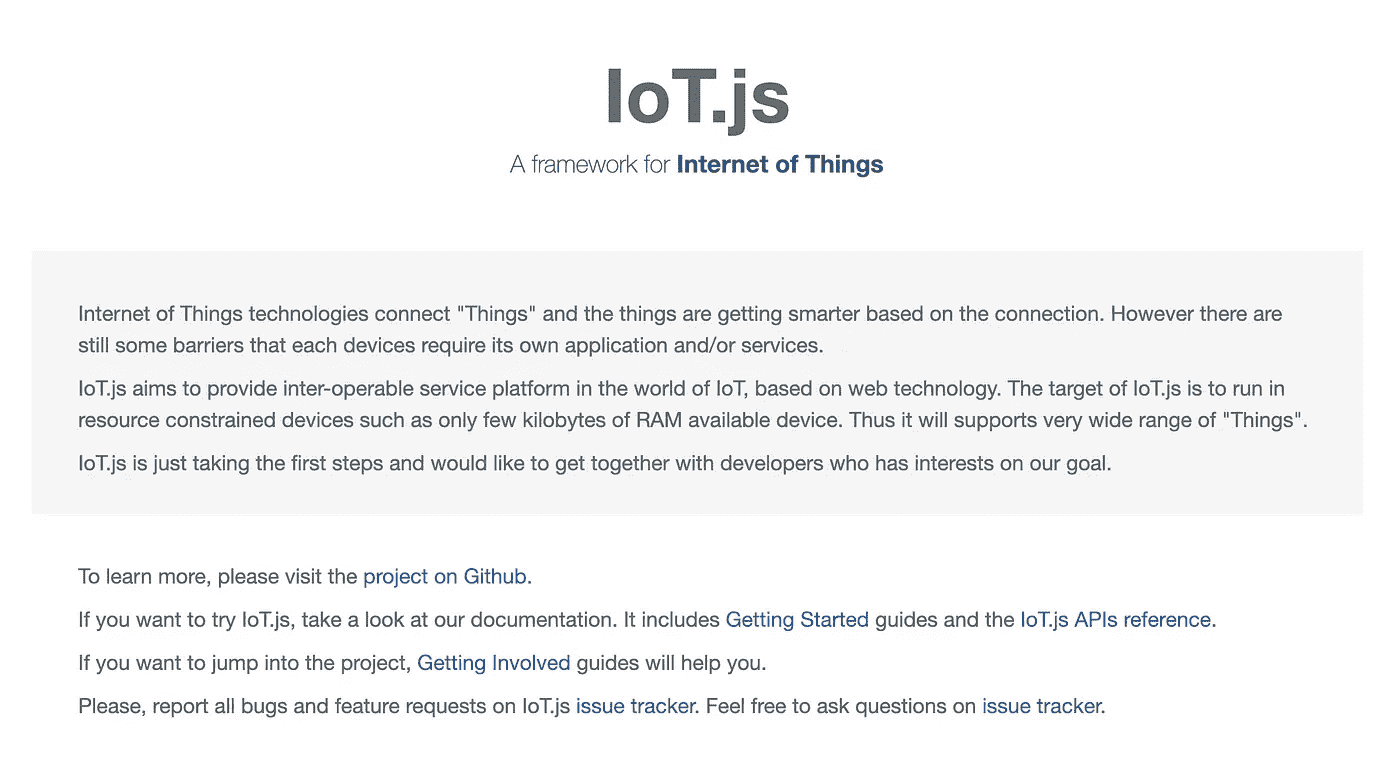 IoT.js
A framework for Internet of Things
Internet of Things technologies connect "Things" and the things are getting smarter based on the connection. However there are
still some barriers that each devices require its own application and/or services.
IoT.js aims to provide inter-operable service platform in the world of IoT, based on web technology. The target of IoT.js is to run in
resource constrained devices such as only few kilobytes of RAM available device. Thus it will supports very wide range of "Things".
IoT.js is just taking the first steps and would like to get together with developers who has interests on our goal.
To learn more, please visit the project on Github.
If you want to try IoT.js, take a look at our documentation. It includes Getting Started guides and the IoT.js APIs reference.
If you want to jump into the project, Getting Involved guides will help you.
Please, report all bugs and feature requests on IoT.js issue tracker. Feel free to ask questions on issue tracker.